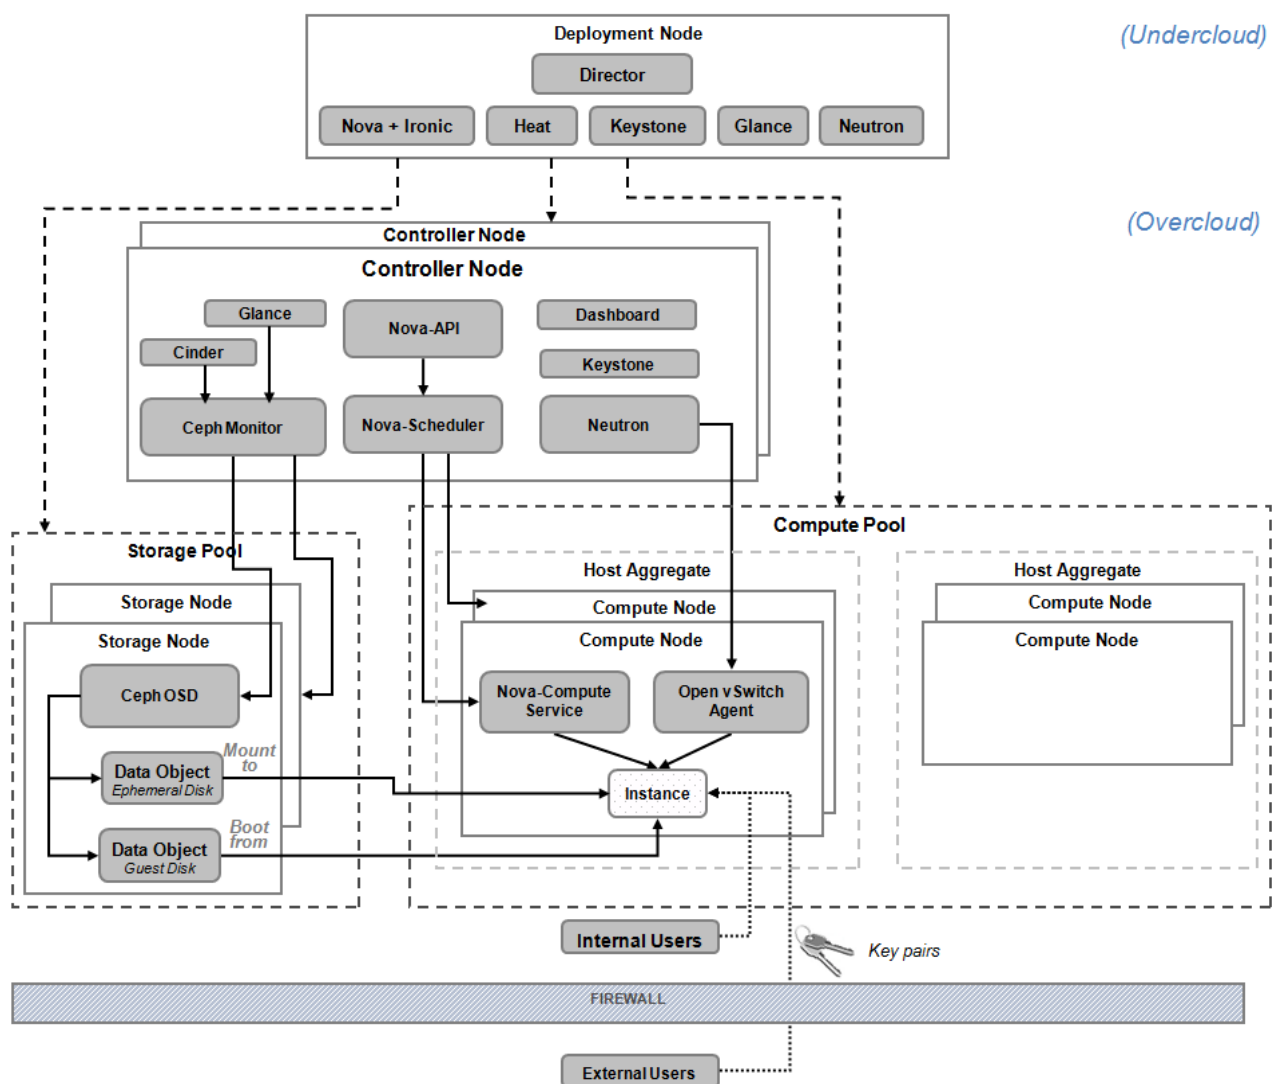 Deployment Node
(Undercloud)
Director
Nova + Ironic
Heat
Keystone
Glance
Neutron
(Overcloud)
Controller Node
Controller Node
Glance
Nova-API
Dashboard
Cinder
Keystone
Ceph Monitor
Nova-Scheduler
Neutron
Compute Pool
Storage Pool
Host Aggregate
Host Aggregate
Storage Node
Compute Node
Compute Node
Storage Node
Compute Node
Compute Node
Ceph OSD
Nova-Compute
Service
Open vSwitch
Agent
Mount
to
Data Object
Ephemeral Disk
Instance
Boot
from
Data Object
Guest Disk
Internal Users
Key pairs
FIREWALL
External Users